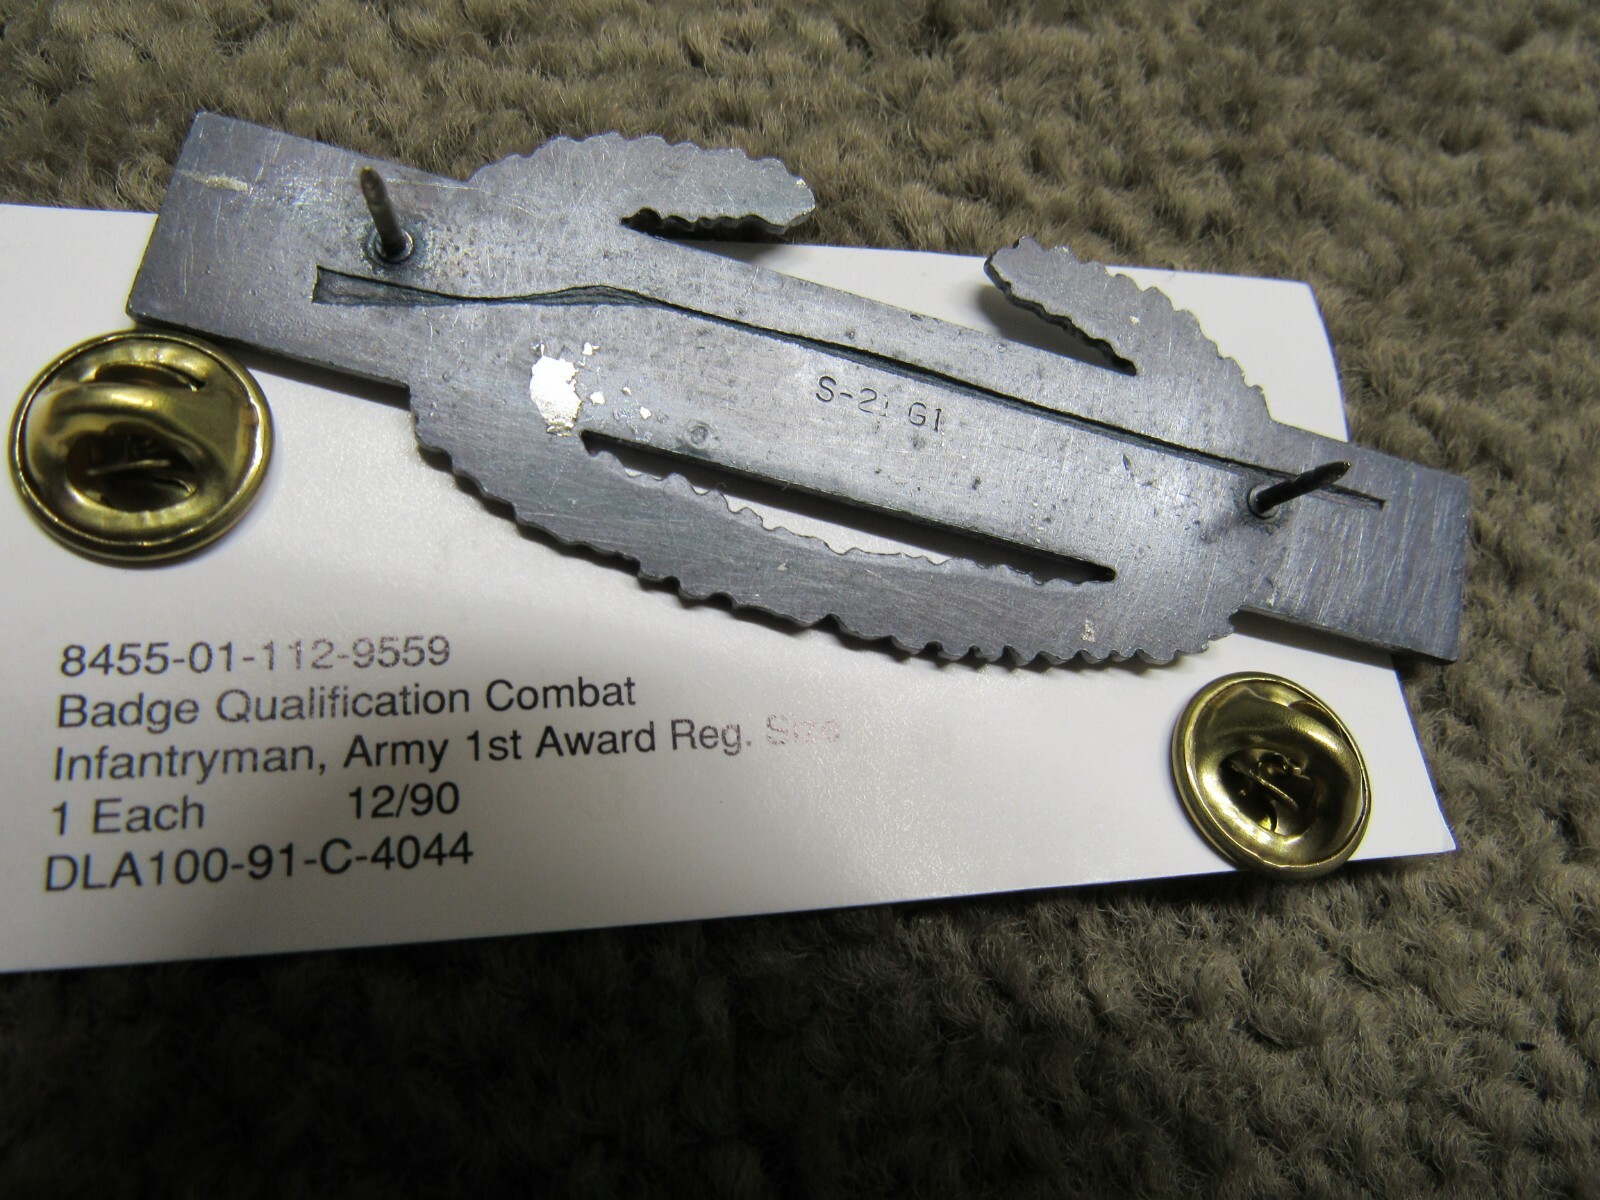 S-21 G1
8455-01-112-9559
Badge Qualification Combat
Infantryman, Army 1st Award Reg. Size
1 Each 12/90
DLA100-91-C-4044